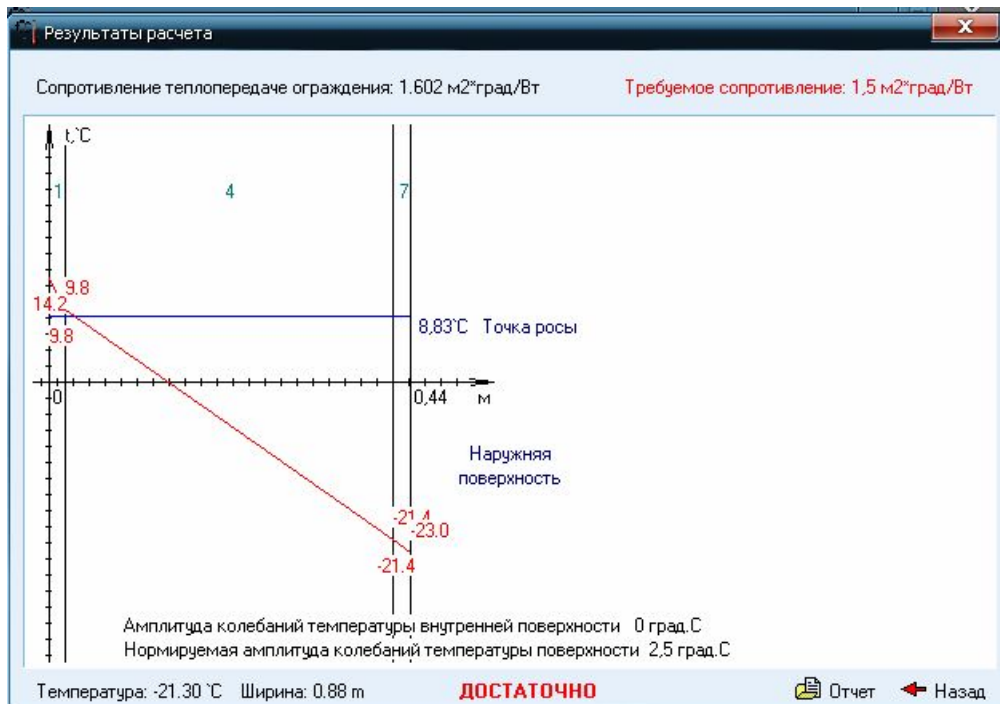 Результаты расчета
Сопротивление теплопередаче ограждения: 1.602 м2*град/Вт
Требуемое сопротивление: 1,5 м2*град/Вт
t,`C
1
4
7
9.8
14.2
-9.8
8,83`C Точка росы
0
0,44
м
Наружняя
поверхность
-21.4
-23.0
-21.4
Амплитуда колебаний температуры внутренней поверхности 0 град.С
Нормируемая амплитуда колебаний температуры поверхности 2,5 град.С
Температура: -21.30 `C Ширина: 0.88 m
ДОСТАТОЧНО
Отчет
Назад